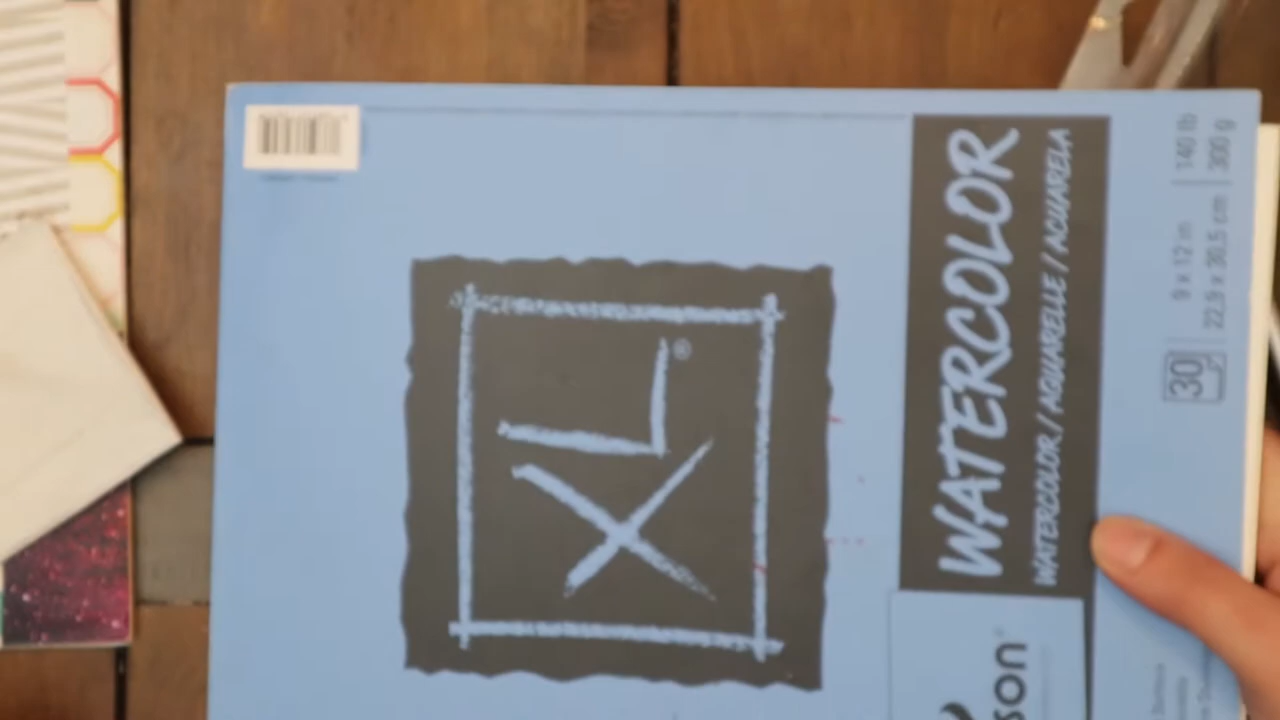 XL®
WATERCOLOR
WATERCOLOR / AQUARELLE / ACUARELA
9 x 12 in | 140 lb
22,9 x 30,5 cm | 300 g
30
son